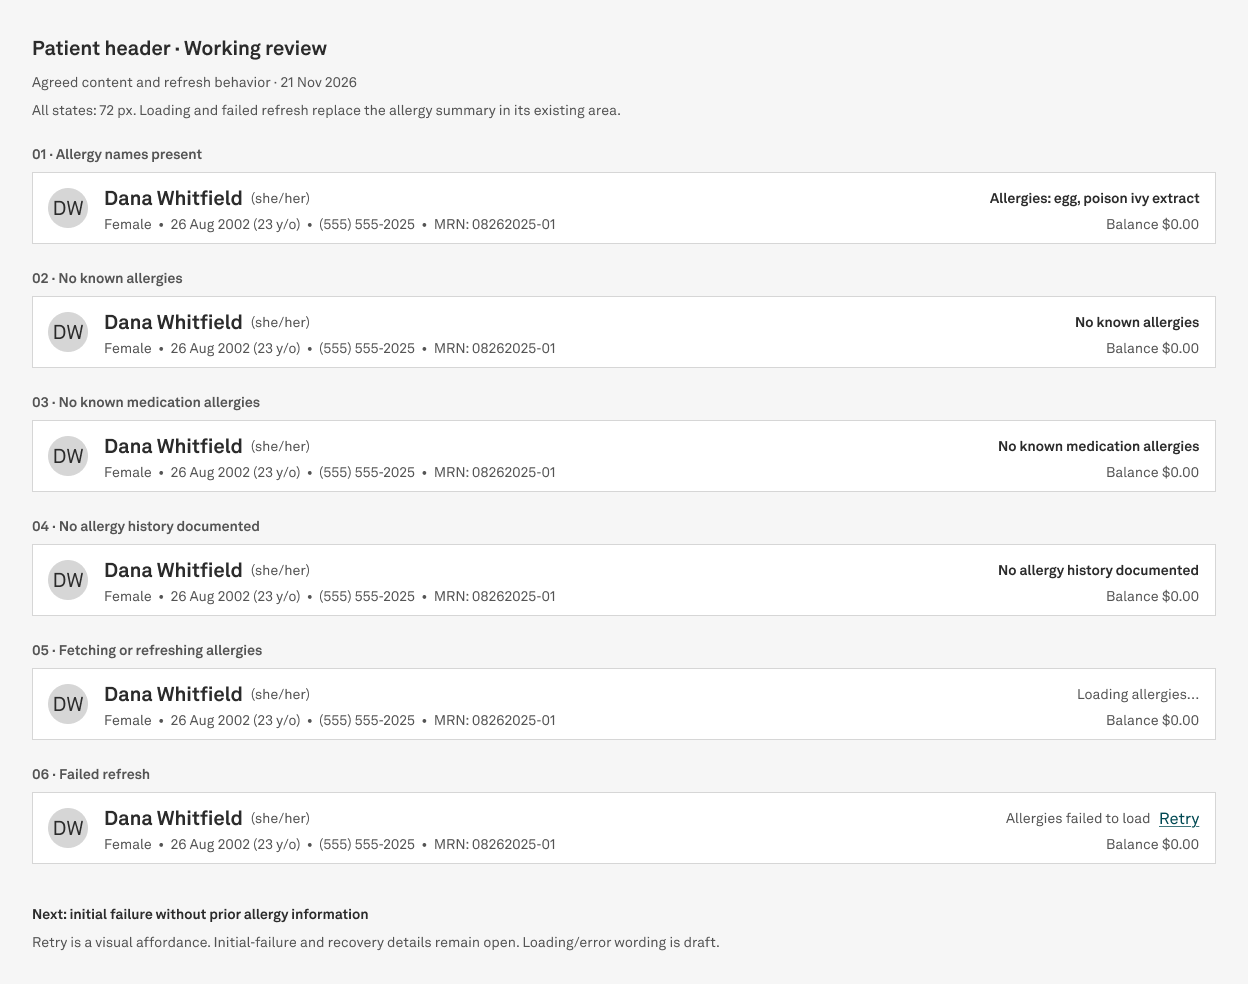 Patient header · Working review
Agreed content and refresh behavior · 21 Nov 2026
All states: 72 px. Loading and failed refresh replace the allergy summary in its existing area.
01 · Allergy names present
DW
Dana Whitfield (she/her)
Allergies: egg, poison ivy extract
Female • 26 Aug 2002 (23 y/o) • (555) 555-2025 • MRN: 08262025-01
Balance $0.00
02 · No known allergies
DW
Dana Whitfield (she/her)
No known allergies
Female • 26 Aug 2002 (23 y/o) • (555) 555-2025 • MRN: 08262025-01
Balance $0.00
03 · No known medication allergies
DW
Dana Whitfield (she/her)
No known medication allergies
Female • 26 Aug 2002 (23 y/o) • (555) 555-2025 • MRN: 08262025-01
Balance $0.00
04 · No allergy history documented
DW
Dana Whitfield (she/her)
No allergy history documented
Female • 26 Aug 2002 (23 y/o) • (555) 555-2025 • MRN: 08262025-01
Balance $0.00
05 · Fetching or refreshing allergies
DW
Dana Whitfield (she/her)
Loading allergies...
Female • 26 Aug 2002 (23 y/o) • (555) 555-2025 • MRN: 08262025-01
Balance $0.00
06 · Failed refresh
DW
Dana Whitfield (she/her)
Allergies failed to load Retry
Female • 26 Aug 2002 (23 y/o) • (555) 555-2025 • MRN: 08262025-01
Balance $0.00
Next: initial failure without prior allergy information
Retry is a visual affordance. Initial-failure and recovery details remain open. Loading/error wording is draft.